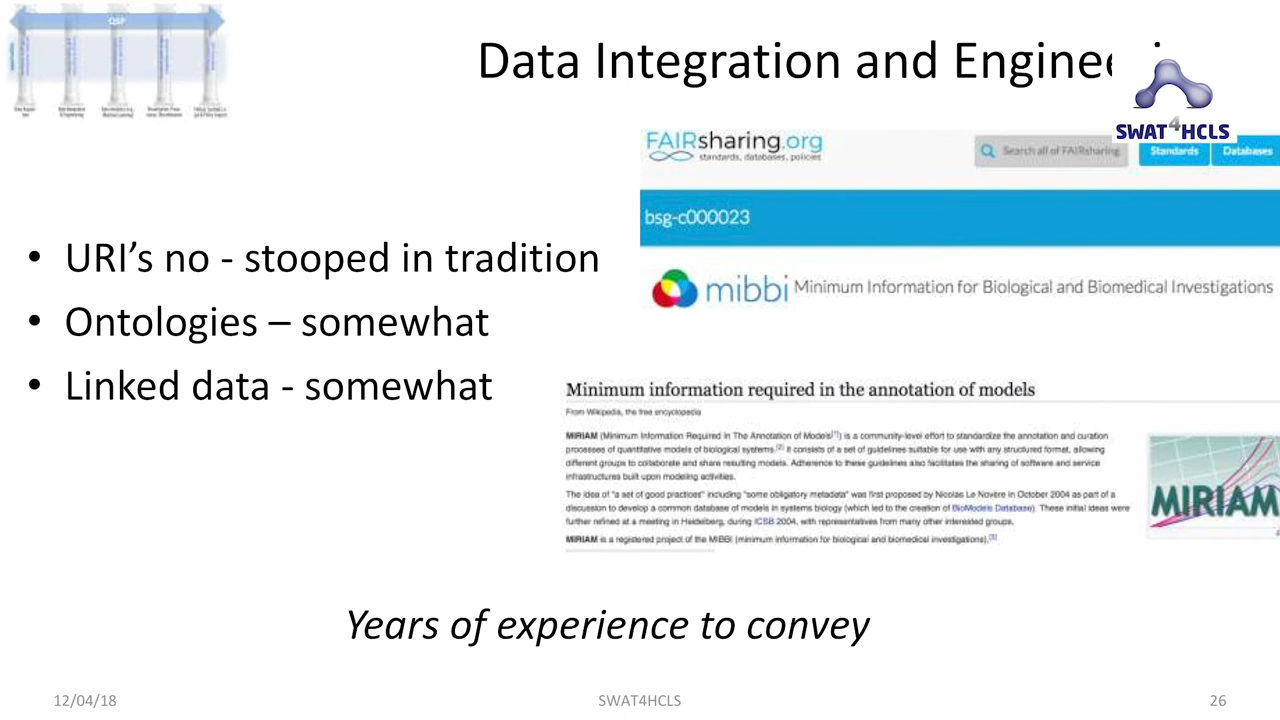 QSP
Data Integration and Enginee
SWAT4HCLS
FAIRsharing.org
standards, databases, policies
Search all of FAIRsharing
Standards
Databases
bsg-c000023
mibbi Minimum Information for Biological and Biomedical Investigations
• URI’s no - stooped in tradition
• Ontologies – somewhat
• Linked data - somewhat
Minimum information required in the annotation of models
From Wikipedia, the free encyclopedia
MIRIAM (Minimum Information Required in The Annotation of Models[1]) is a community-level effort to standardize the annotation and curation
processes of quantitative models of biological systems.[2] It consists of a set of guidelines suitable for use with any structured format, allowing
different groups to collaborate and share resulting models. Adherence to these guidelines also facilitates the sharing of software and service
infrastructures built upon modeling activities.
The idea of "a set of good practices" including "some obligatory metadata" was first proposed by Nicolas Le Novère in October 2004 as part of a
discussion to develop a common database of models in systems biology (which led to the creation of BioModels Database). These initial ideas were
further refined at a meeting in Heidelberg, during ICSB 2004, with representatives from many other interested groups.
MIRIAM is a registered project of the MIBBI (minimum information for biological and biomedical investigations).[3]
MIRIAM
Years of experience to convey
12/04/18
SWAT4HCLS
26